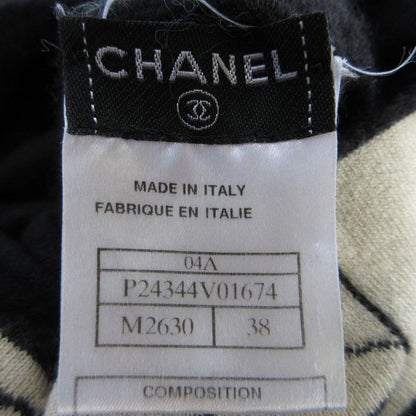 CHANEL
MADE IN ITALY
FABRIQUE EN ITALIE
04A
P24344V01674
M2630 38
COMPOSITION